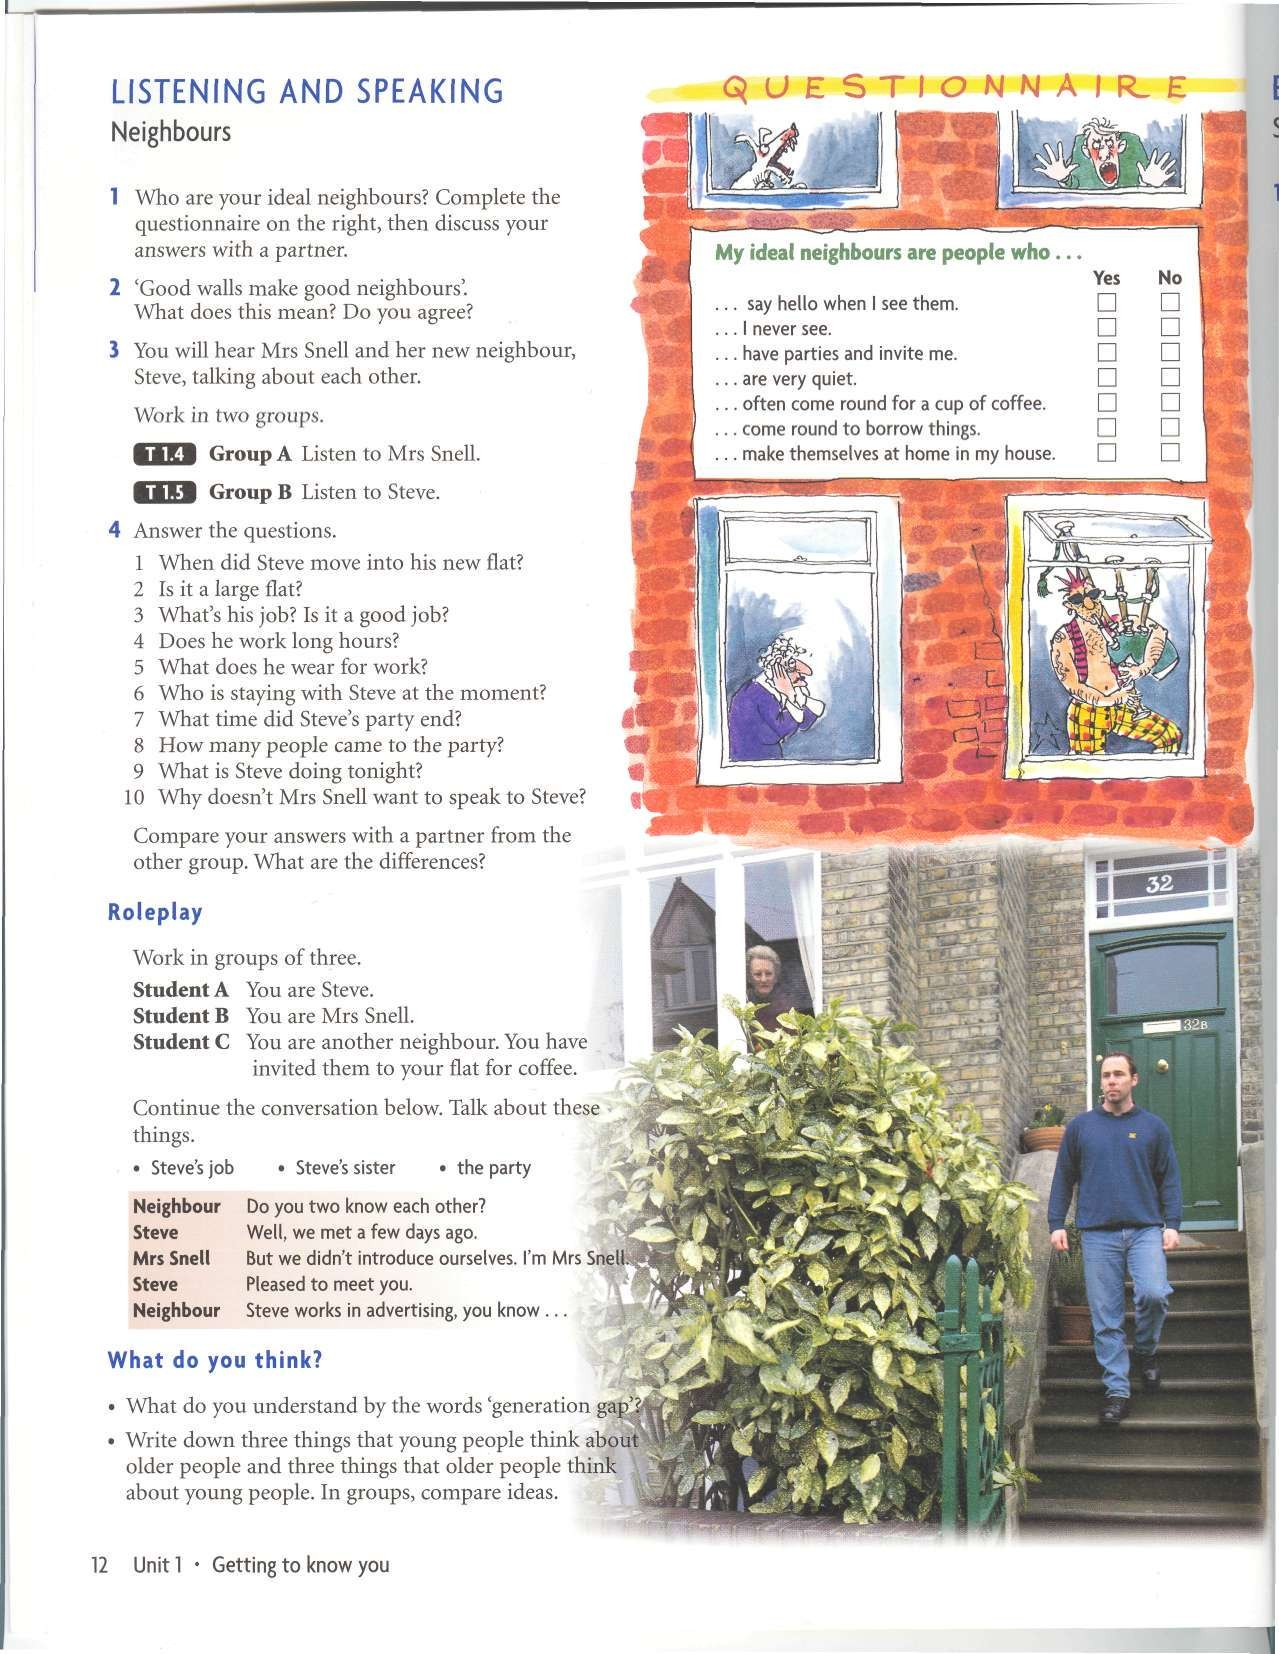 LISTENING AND SPEAKING
Neighbours
1 Who are your ideal neighbours? Complete the
questionnaire on the right, then discuss your
answers with a partner.
2 ‘Good walls make good neighbours’.
What does this mean? Do you agree?
3 You will hear Mrs Snell and her new neighbour,
Steve, talking about each other.
Work in two groups.
T 1.4 Group A Listen to Mrs Snell.
T 1.5 Group B Listen to Steve.
4 Answer the questions.
1 When did Steve move into his new flat?
2 Is it a large flat?
3 What's his job? Is it a good job?
4 Does he work long hours?
5 What does he wear for work?
6 Who is staying with Steve at the moment?
7 What time did Steve's party end?
8 How many people came to the party?
9 What is Steve doing tonight?
10 Why doesn't Mrs Snell want to speak to Steve?
Compare your answers with a partner from the
other group. What are the differences?
Roleplay
Work in groups of three.
Student A You are Steve.
Student B You are Mrs Snell.
Student C You are another neighbour. You have
invited them to your flat for coffee.
Continue the conversation below. Talk about these
things.
• Steve's job • Steve's sister • the party
Neighbour Do you two know each other?
Steve Well, we met a few days ago.
Mrs Snell But we didn't introduce ourselves. I'm Mrs Snell.
Steve Pleased to meet you.
Neighbour Steve works in advertising, you know . . .
What do you think?
• What do you understand by the words ‘generation gap’?
• Write down three things that young people think about
older people and three things that older people think
about young people. In groups, compare ideas.
12 Unit 1 • Getting to know you
QUESTIONNAIRE
My ideal neighbours are people who . . .
Yes No
. . . say hello when I see them.
. . . I never see.
. . . have parties and invite me.
. . . are very quiet.
. . . often come round for a cup of coffee.
. . . come round to borrow things.
. . . make themselves at home in my house.
32
32B